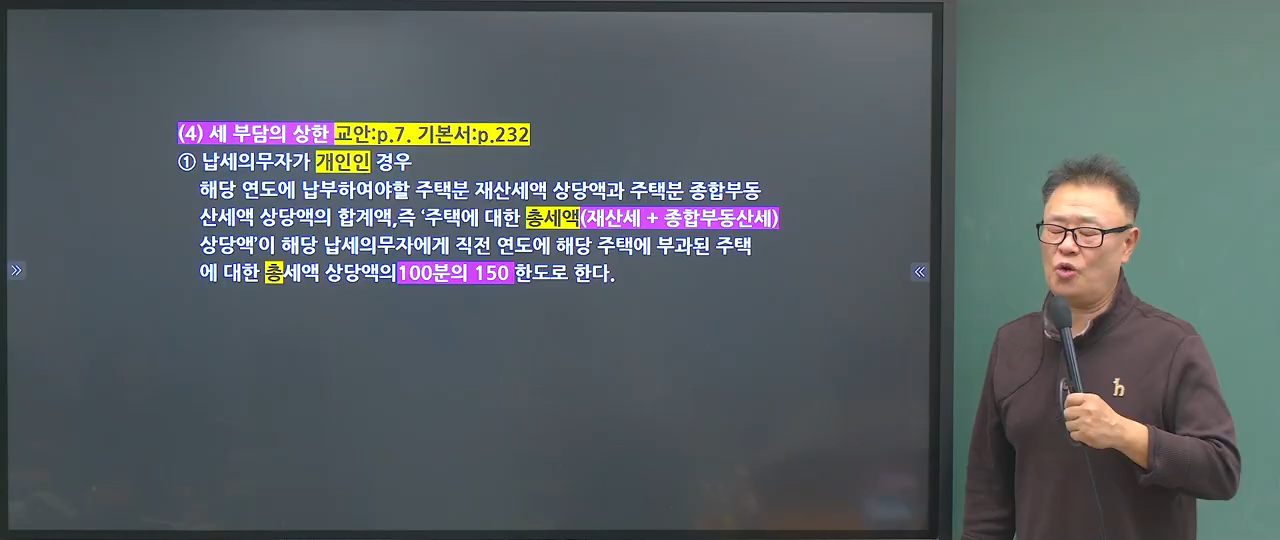 (4) 세 부담의 상한 교안:p.7. 기본서:p.232
① 납세의무자가 개인인 경우
해당 연도에 납부하여야할 주택분 재산세액 상당액과 주택분 종합부동
산세액 상당액의 합계액,즉 ‘주택에 대한 총세액(재산세 + 종합부동산세)
상당액’이 해당 납세의무자에게 직전 연도에 해당 주택에 부과된 주택
에 대한 총세액 상당액의100분의 150 한도로 한다.
h